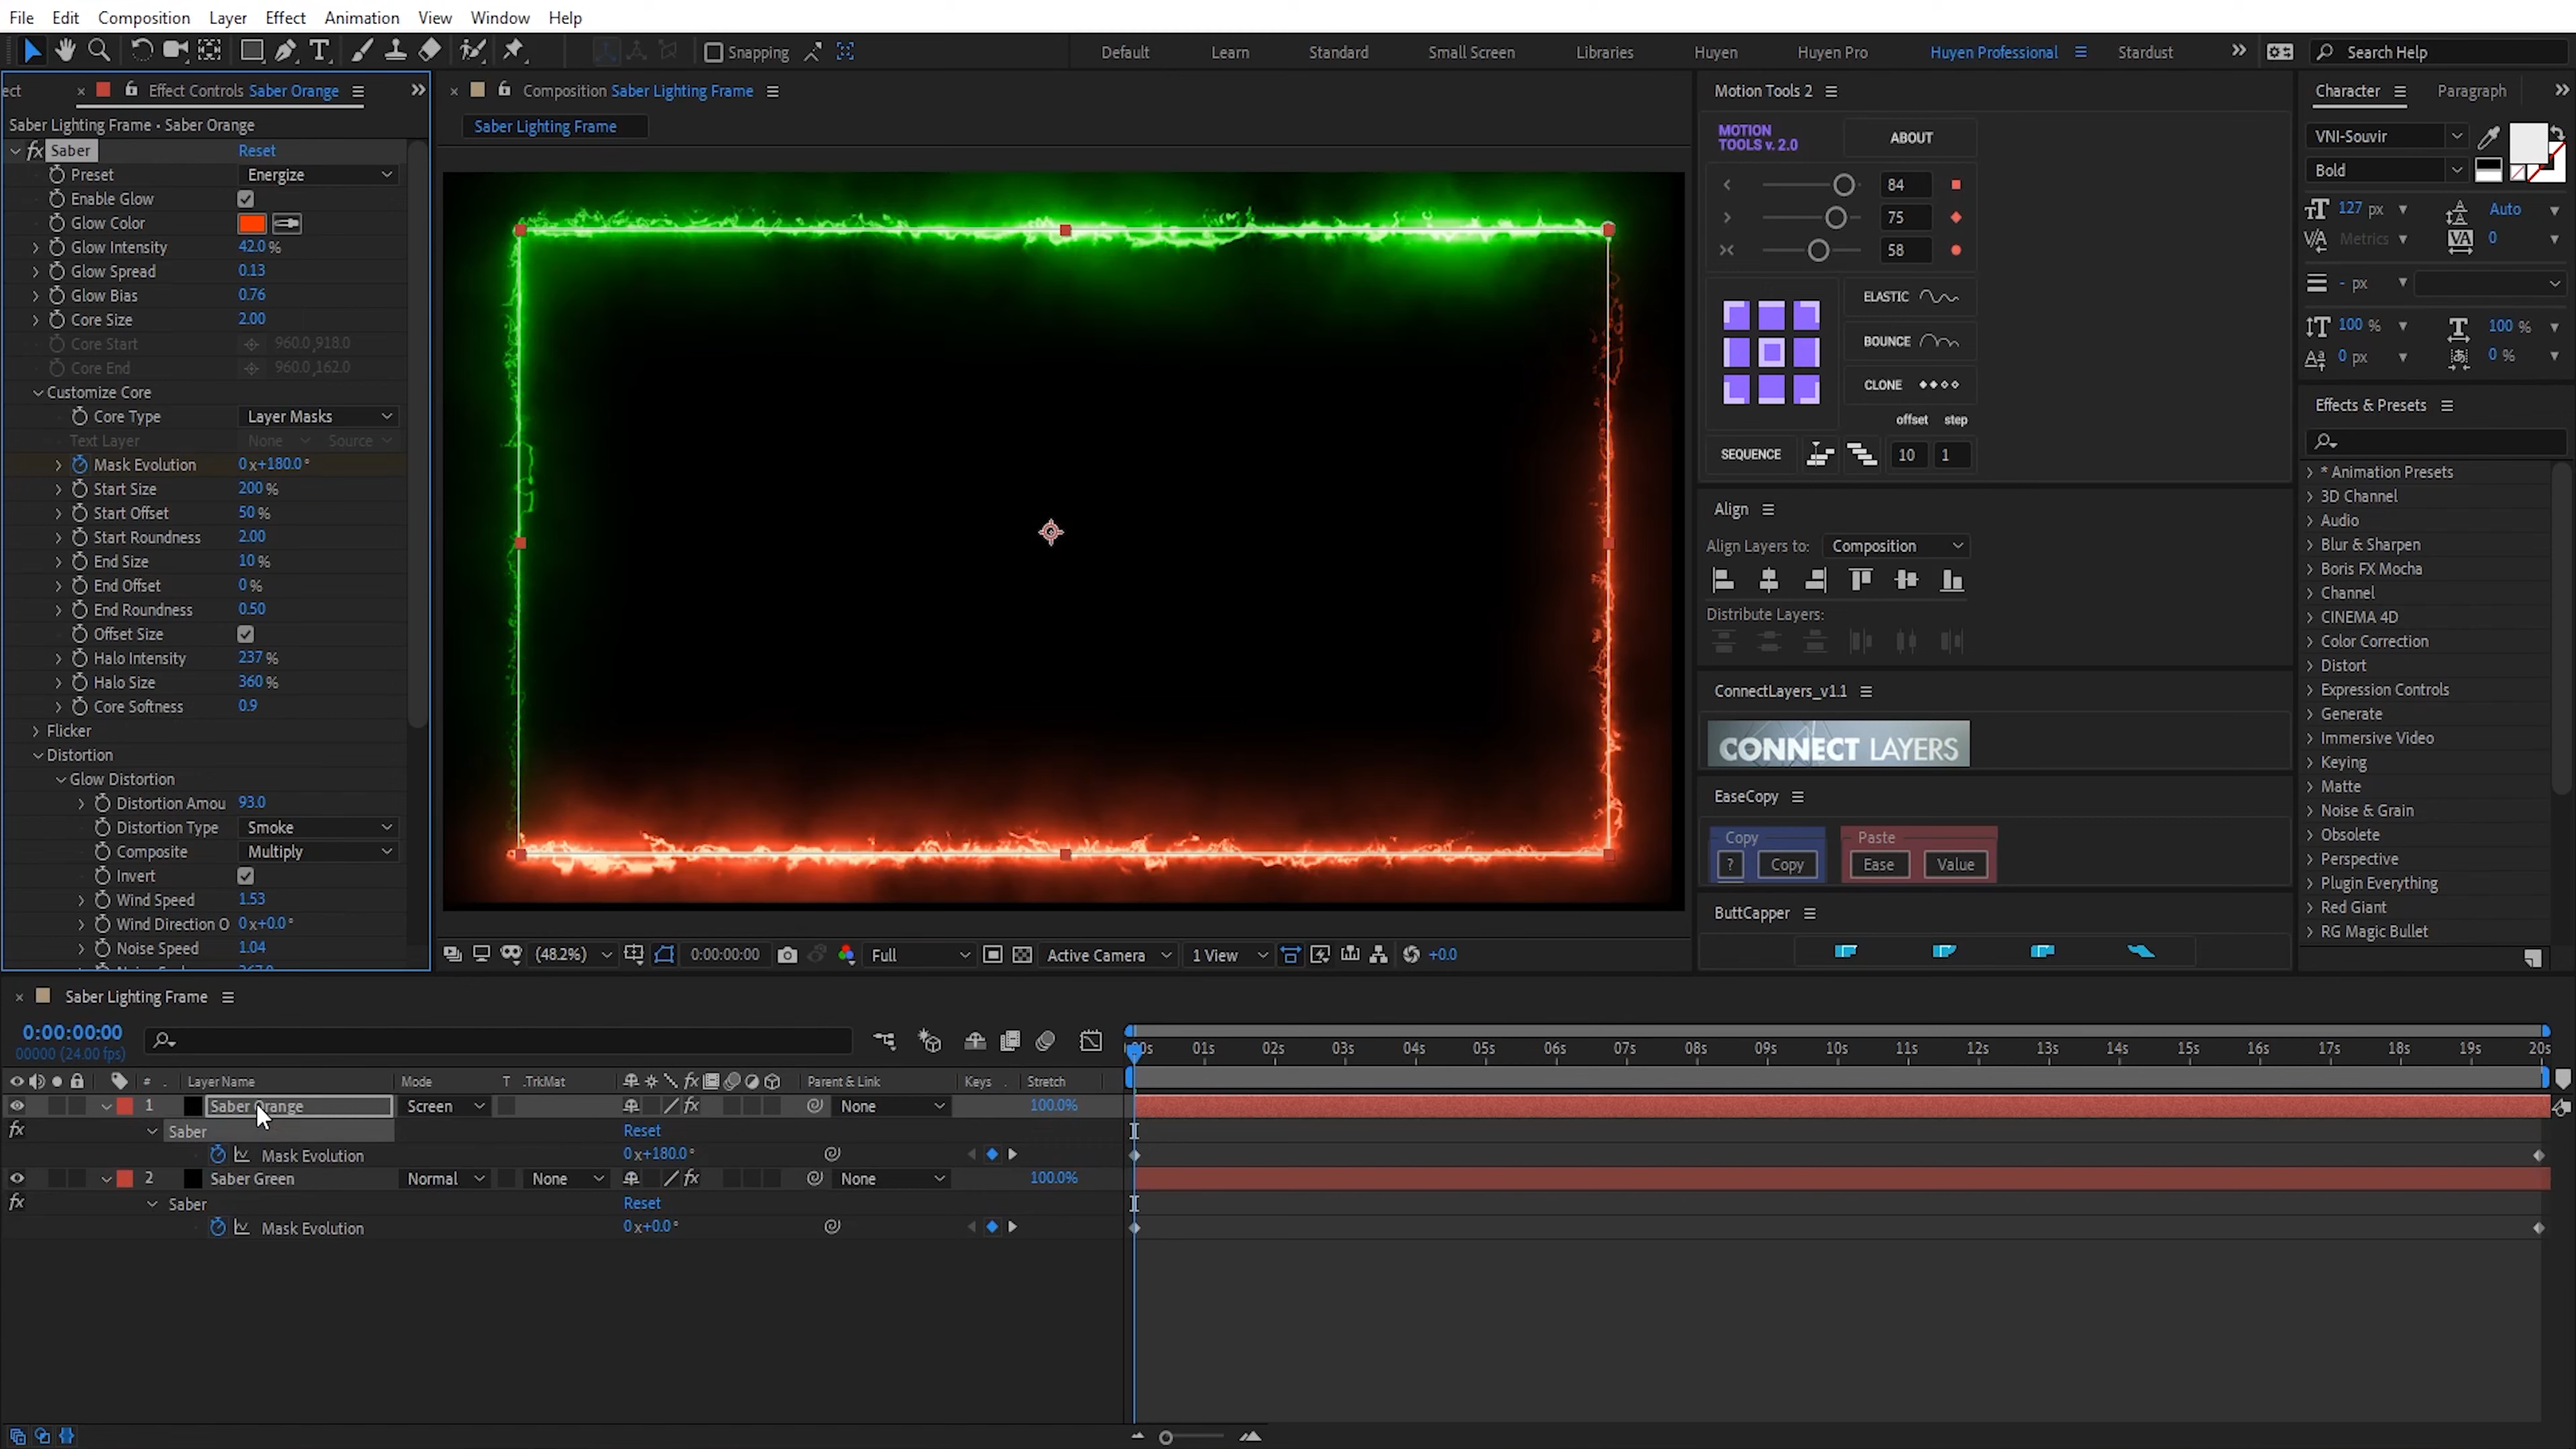 File Edit Composition Layer Effect Animation View Window Help
Snapping Default Learn Standard Small Screen Libraries Huyen Huyen Pro Huyen Professional Stardust Search Help
ect Effect Controls Saber Orange
Saber Lighting Frame • Saber Orange
fx Saber Reset
Preset Energize
Enable Glow
Glow Color
Glow Intensity 42.0 %
Glow Spread 0.13
Glow Bias 0.76
Core Size 2.00
Core Start 960.0,918.0
Core End 960.0,162.0
Customize Core
Core Type Layer Masks
Text Layer None Source
Mask Evolution 0x+180.0°
Start Size 200 %
Start Offset 50 %
Start Roundness 2.00
End Size 10 %
End Offset 0 %
End Roundness 0.50
Offset Size
Halo Intensity 237 %
Halo Size 360 %
Core Softness 0.9
Flicker
Distortion
Glow Distortion
Distortion Amou 93.0
Distortion Type Smoke
Composite Multiply
Invert
Wind Speed 1.53
Wind Direction O 0x+0.0°
Noise Speed 1.04
Composition Saber Lighting Frame
Saber Lighting Frame
(48.2%) 0:00:00:00 Full Active Camera 1 View +0.0
Motion Tools 2
MOTION
TOOLS v. 2.0
ABOUT
84
75
58
ELASTIC
BOUNCE
CLONE
offset step
SEQUENCE 10 1
Align
Align Layers to: Composition
Distribute Layers:
ConnectLayers_v1.1
CONNECT LAYERS
EaseCopy
Copy Paste
? Copy Ease Value
ButtCapper
Character Paragraph
VNI-Souvir
Bold
127 px Auto
Metrics 0
- px
100 % 100 %
0 px 0 %
Effects & Presets
* Animation Presets
3D Channel
Audio
Blur & Sharpen
Boris FX Mocha
Channel
CINEMA 4D
Color Correction
Distort
Expression Controls
Generate
Immersive Video
Keying
Matte
Noise & Grain
Obsolete
Perspective
Plugin Everything
Red Giant
RG Magic Bullet
Saber Lighting Frame
0:00:00:00
00000 (24.00 fps)
# Layer Name Mode T .TrkMat fx Parent & Link Keys Stretch
01s 02s 03s 04s 05s 06s 07s 08s 09s 10s 11s 12s 13s 14s 15s 16s 17s 18s 19s 20s
1 Saber Orange Screen fx None 100.0%
fx Saber Reset
Mask Evolution 0x+180.0°
2 Saber Green Normal None fx None 100.0%
fx Saber Reset
Mask Evolution 0x+0.0°